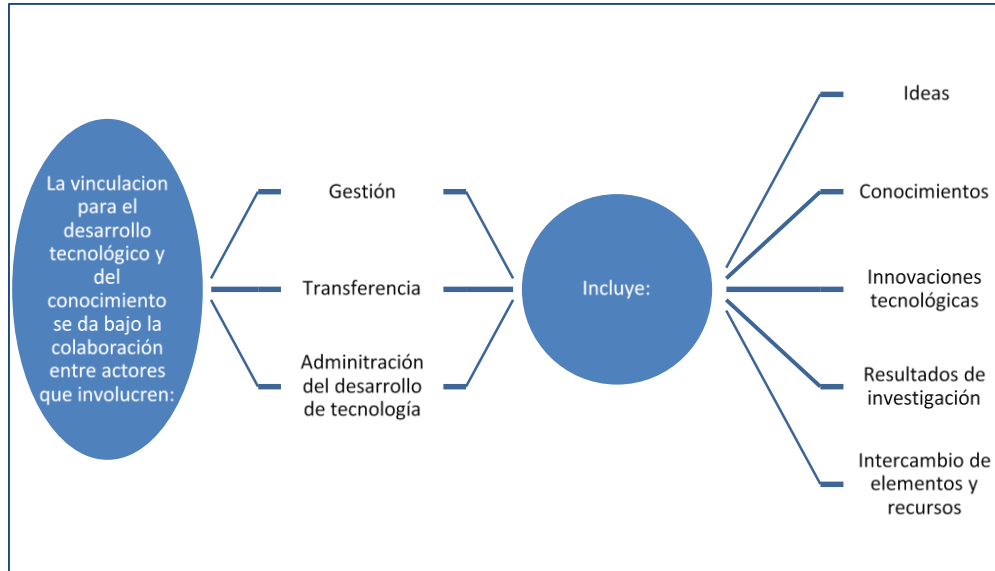 La vinculacion
para el
desarrollo
tecnológico y
del
conocimiento
se da bajo la
colaboración
entre actores
que involucren:
Gestión
Transferencia
Adminitración
del desarrollo
de tecnología
Incluye:
Ideas
Conocimientos
Innovaciones
tecnológicas
Resultados de
investigación
Intercambio de
elementos y
recursos